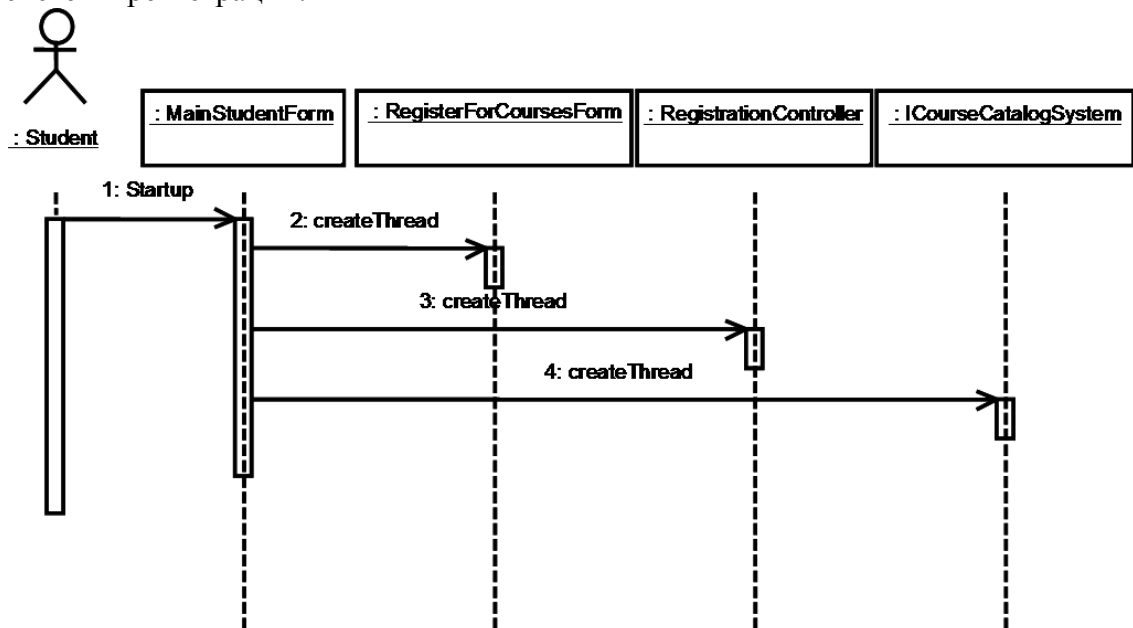 : Student
: MainStudentForm
: RegisterForCoursesForm
: RegistrationController
: ICourseCatalogSystem
1: Startup
2: createThread
3: createThread
4: createThread